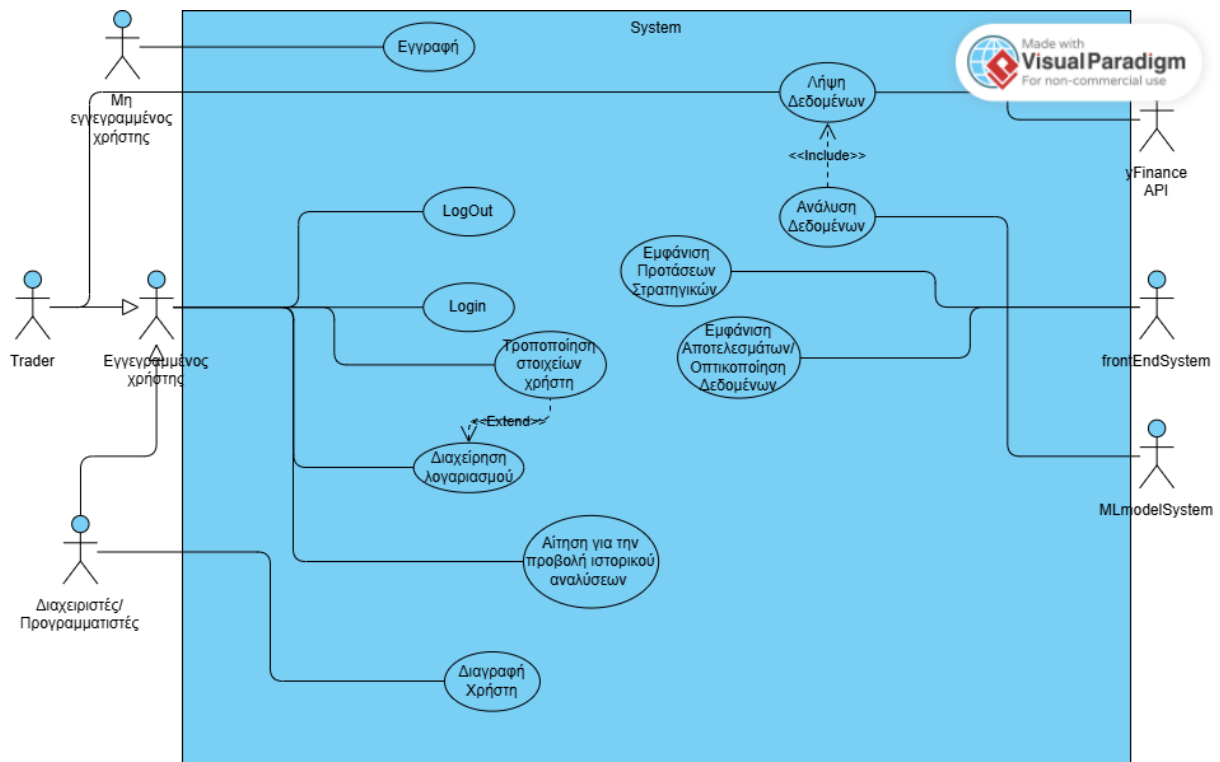 System
Made with
Visual Paradigm
For non-commercial use
Εγγραφή
Λήψη
Δεδομένων
Μη
εγγεγραμμένος
χρήστης
<<Include>>
yFinance
API
LogOut
Ανάλυση
Δεδομένων
Εμφάνιση
Προτάσεων
Στρατηγικών
Login
Trader
Εγγεγραμμένος
χρήστης
Τροποποίηση
στοιχείων
χρήστη
Εμφάνιση
Αποτελεσμάτων/
Οπτικοποίηση
Δεδομένων
frontEndSystem
<<Extend>>
Διαχείρηση
λογαριασμού
MLmodelSystem
Αίτηση για την
προβολή ιστορικού
αναλύσεων
Διαχειριστές/
Προγραμματιστές
Διαγραφή
Χρήστη